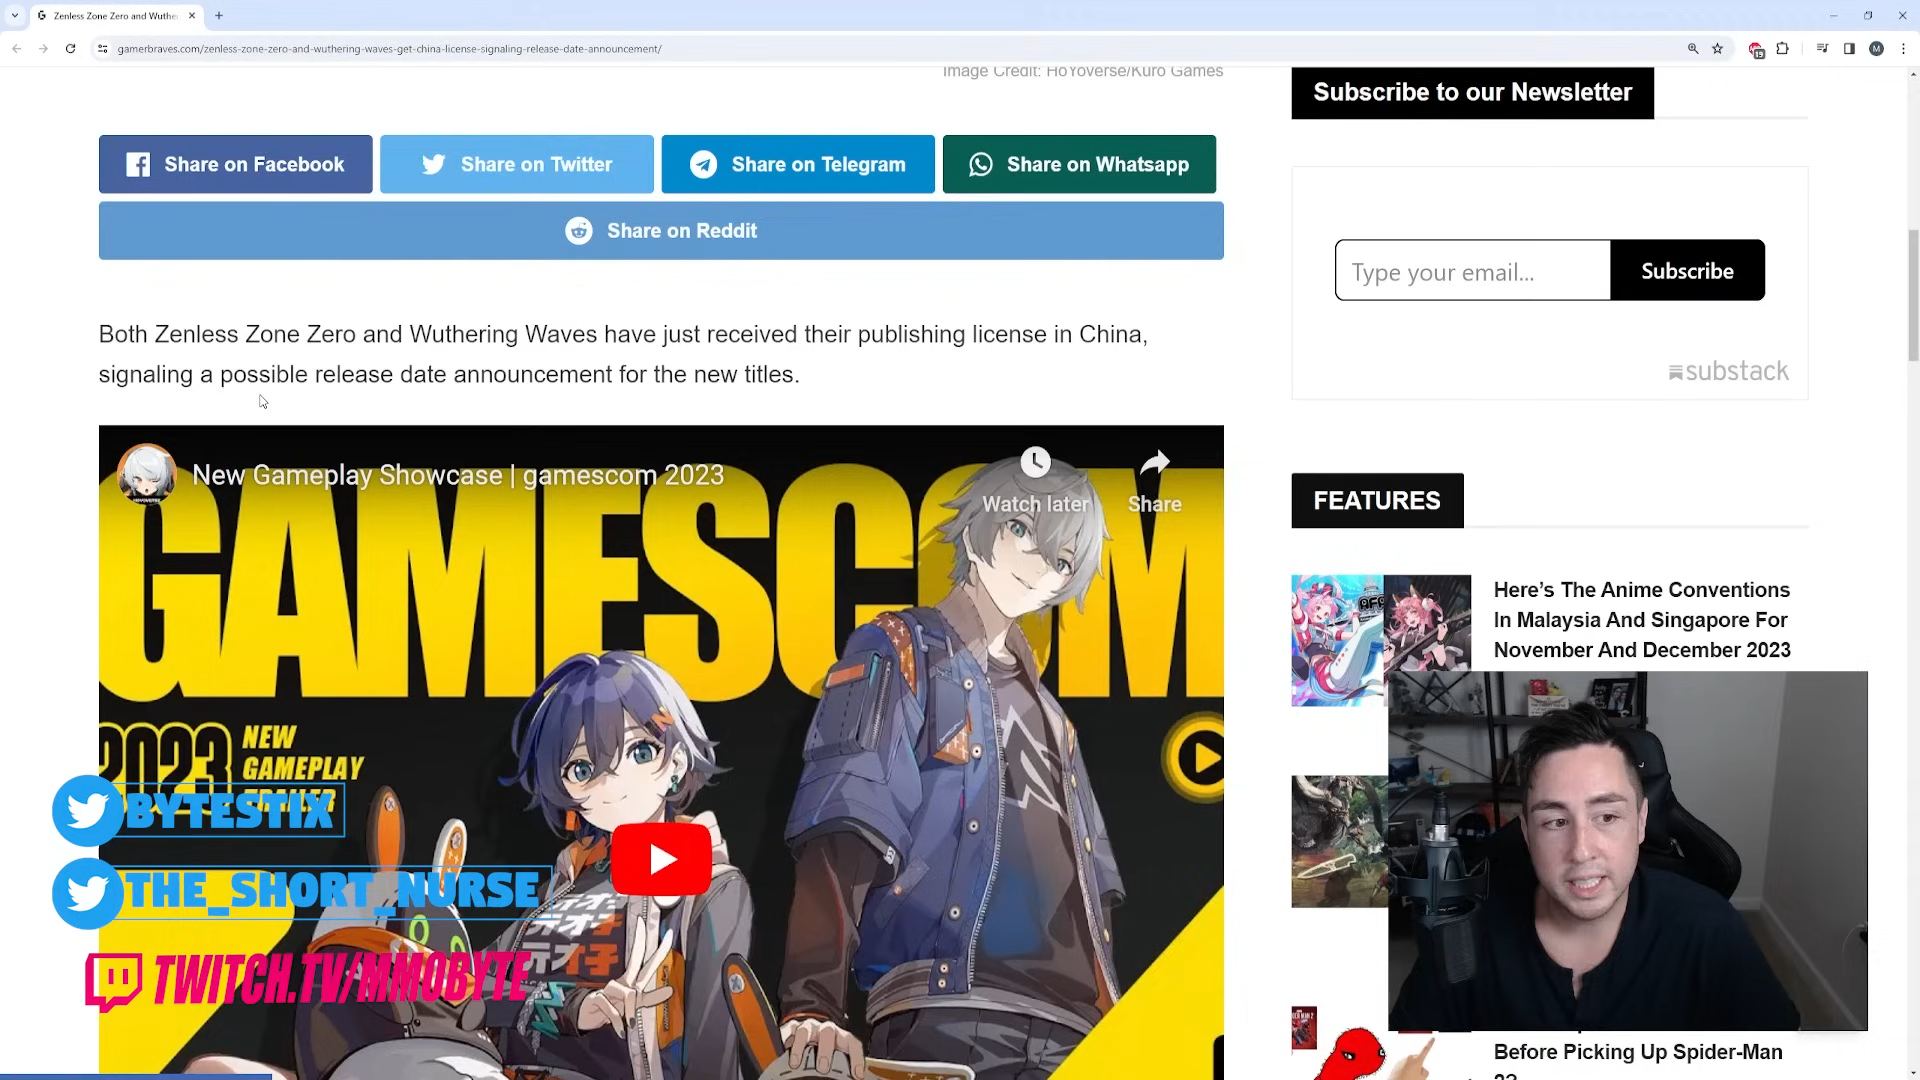 Zenless Zone Zero and Wuthe
gamerbraves.com/zenless-zone-zero-and-wuthering-waves-get-china-license-signaling-release-date-announcement/
19
M
Image Credit: HoYoverse/Kuro Games
Share on Facebook
Share on Twitter
Share on Telegram
Share on Whatsapp
Share on Reddit
Both Zenless Zone Zero and Wuthering Waves have just received their publishing license in China,
signaling a possible release date announcement for the new titles.
New Gameplay Showcase | gamescom 2023
Watch later
Share
GAMESCOM
2023
NEW
GAMEPLAY
TRAILER
BYTESTIX
THE_SHORT_NURSE
TWITCH.TV/MMOBYTE
Subscribe to our Newsletter
Type your email...
Subscribe
substack
FEATURES
Here’s The Anime Conventions
In Malaysia And Singapore For
November And December 2023
Before Picking Up Spider-Man
2?